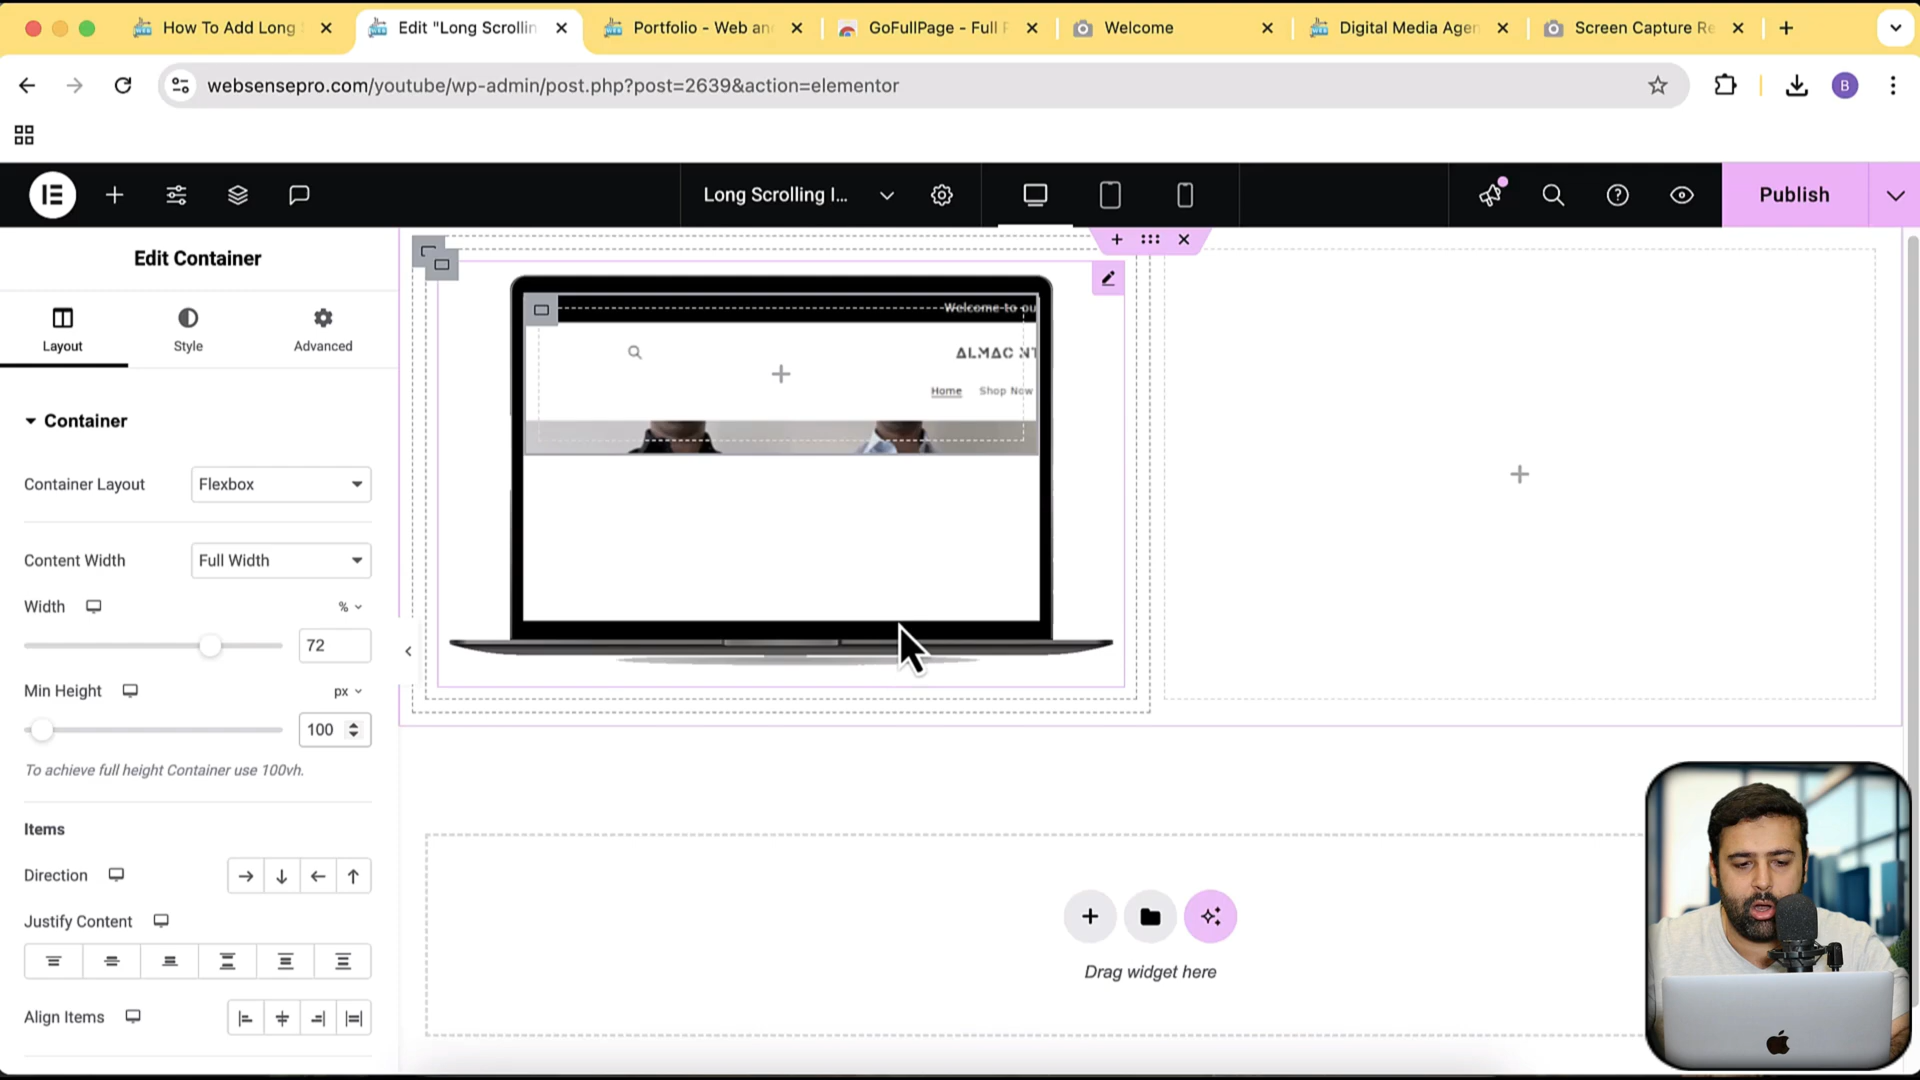 How To Add Long
Edit "Long Scrollin
Portfolio - Web an
GoFullPage - Full P
Welcome
Digital Media Agen
Screen Capture Re
websensepro.com/youtube/wp-admin/post.php?post=2639&action=elementor
B
Long Scrolling I...
Publish
Edit Container
Layout
Style
Advanced
Container
Container Layout
Flexbox
Content Width
Full Width
Width
%
72
Min Height
px
100
To achieve full height Container use 100vh.
Items
Direction
Justify Content
Align Items
Welcome to ou
Home
Shop Now
Drag widget here